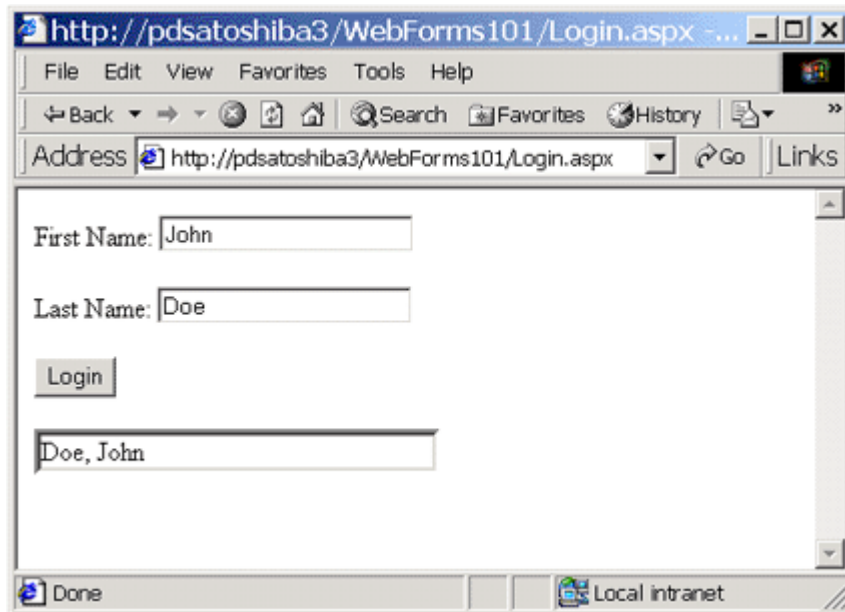 http://pdsatoshiba3/WebForms101/Login.aspx -...
File Edit View Favorites Tools Help
Back Search Favorites History »
Address http://pdsatoshiba3/WebForms101/Login.aspx Go Links
First Name: John
Last Name: Doe
Login
Doe, John
Done Local intranet